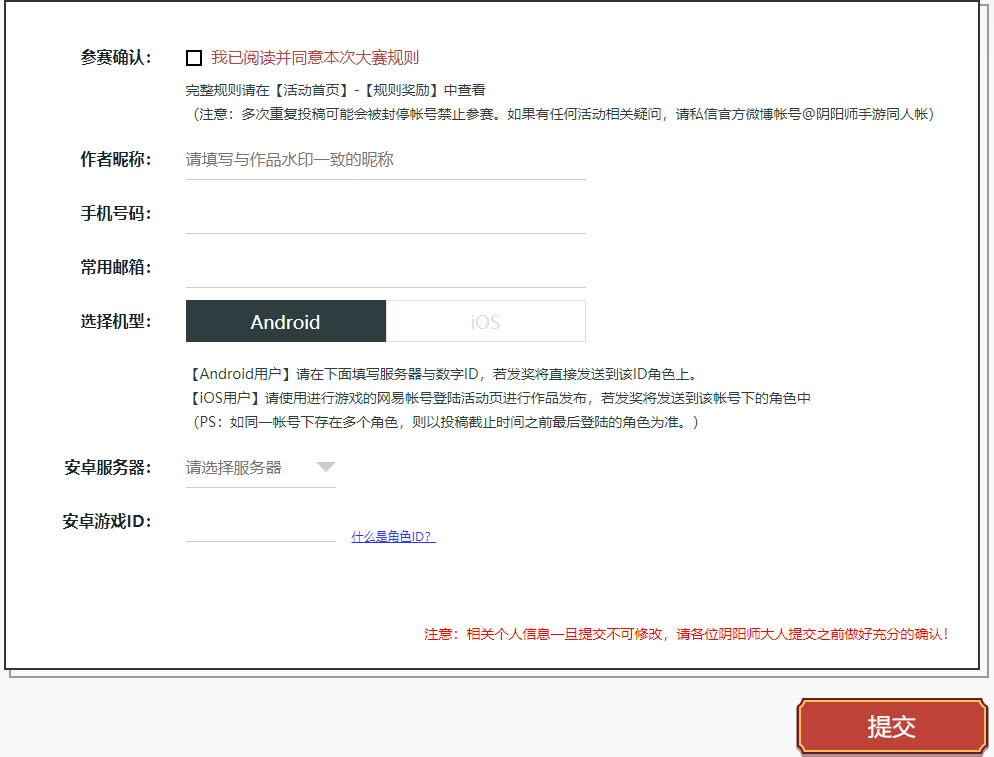 参赛确认： 我已阅读并同意本次大赛规则
完整规则请在【活动首页】-【规则奖励】中查看
（注意：多次重复投稿可能会被封停帐号禁止参赛。如果有任何活动相关疑问，请私信官方微博帐号@阴阳师手游同人帐）
作者昵称： 请填写与作品水印一致的昵称
手机号码：
常用邮箱：
选择机型： Android iOS
【Android用户】请在下面填写服务器与数字ID，若发奖将直接发送到该ID角色上。
【iOS用户】请使用进行游戏的网易帐号登陆活动页进行作品发布，若发奖将发送到该帐号下的角色中
（PS：如同一帐号下存在多个角色，则以投稿截止时间之前最后登陆的角色为准。）
安卓服务器： 请选择服务器
安卓游戏ID： 什么是角色ID？
注意：相关个人信息一旦提交不可修改，请各位阴阳师大人提交之前做好充分的确认！
提交